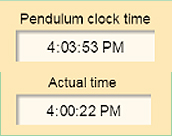 Pendulum clock time
4:03:53 PM
Actual time
4:00:22 PM